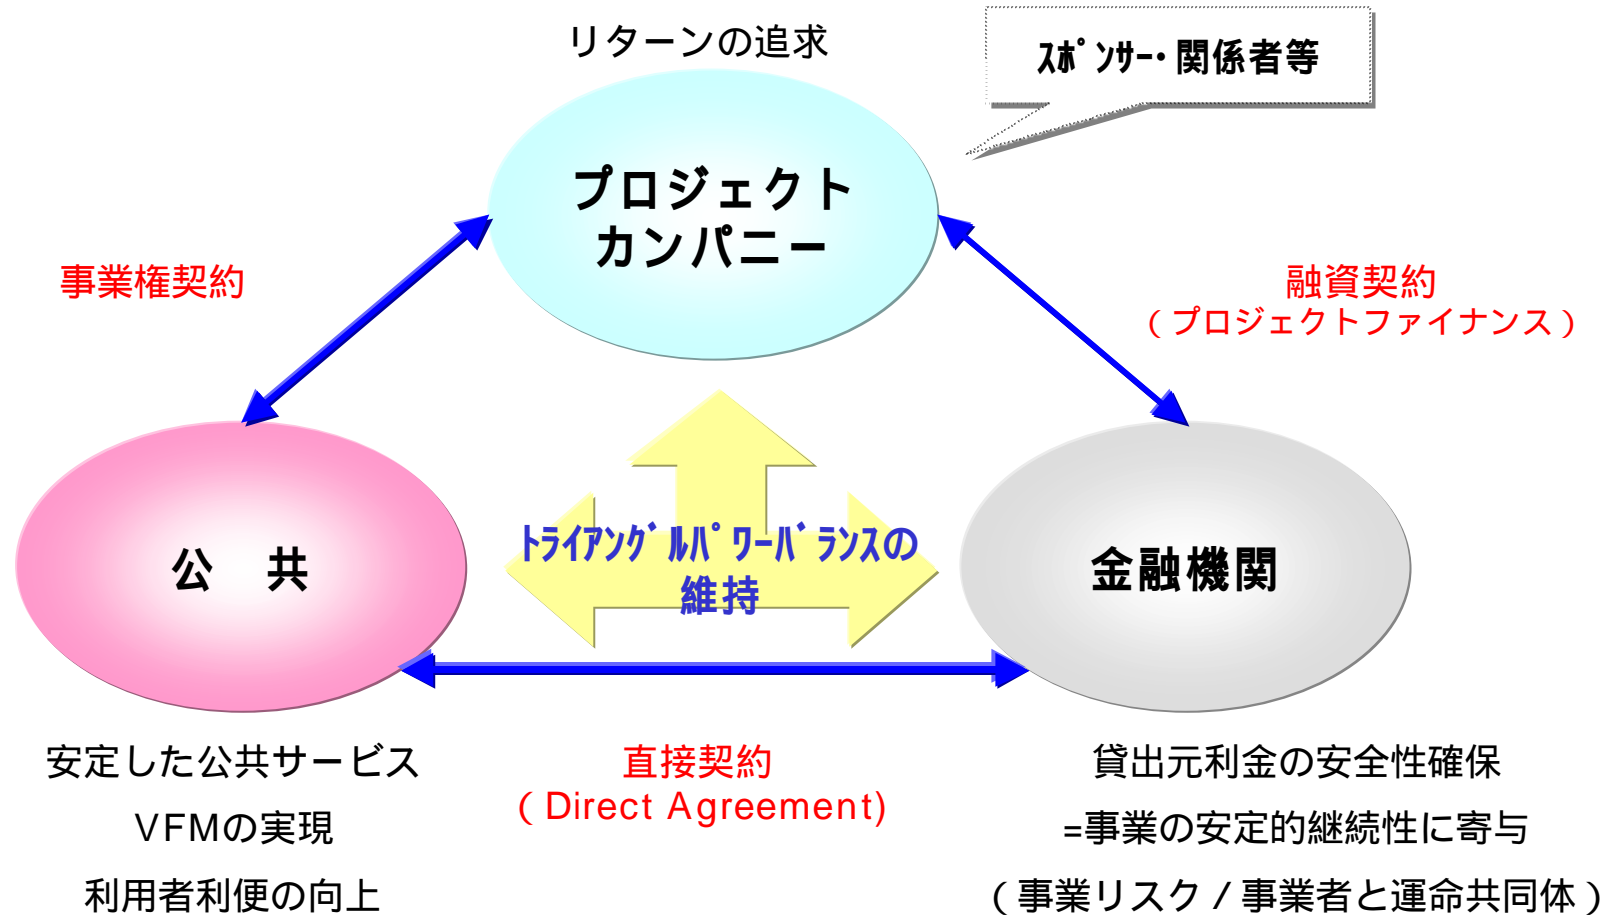 リターンの追求
ｽﾎﾟﾝｻｰ・関係者等
プロジェクト
カンパニー
事業権契約
融資契約
（プロジェクトファイナンス）
公　共
ﾄﾗｲｱﾝｸﾞﾙﾊﾟﾜｰﾊﾞﾗﾝｽの
維持
金融機関
安定した公共サービス
VFMの実現
利用者利便の向上
直接契約
（Direct Agreement)
貸出元利金の安全性確保
=事業の安定的継続性に寄与
（事業リスク / 事業者と運命共同体）